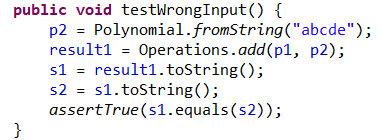 public void testWrongInput() {
    p2 = Polynomial.fromString("abcde");
    result1 = Operations.add(p1, p2);
    s1 = result1.toString();
    s2 = s1.toString();
    assertTrue(s1.equals(s2));
}